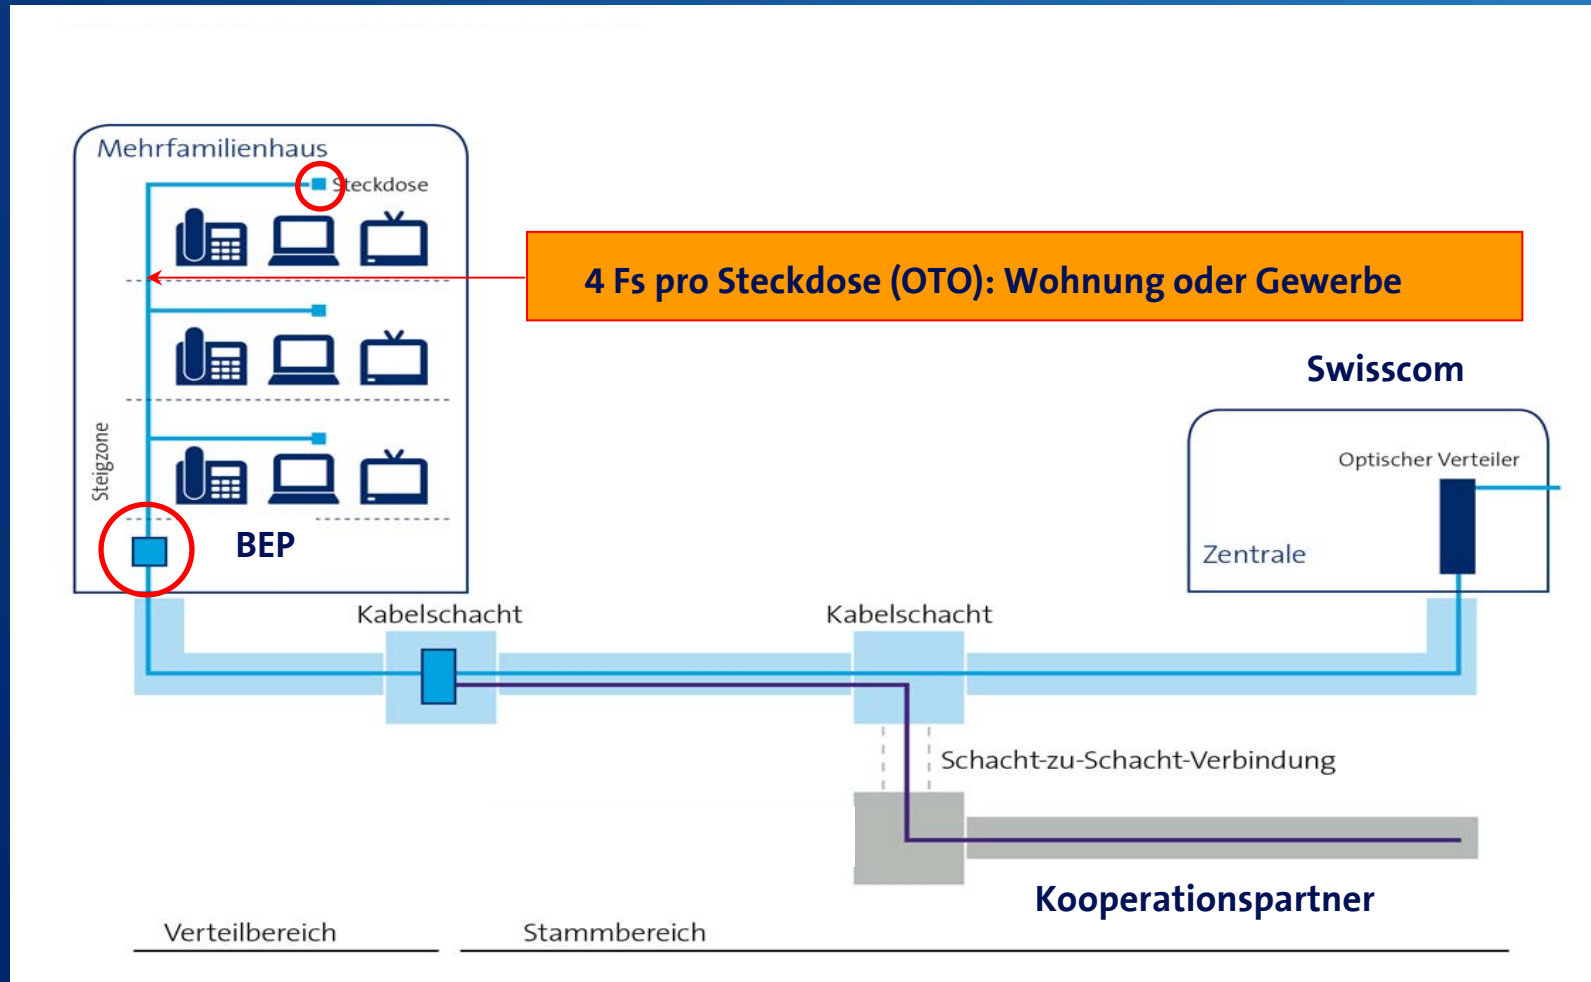 Mehrfamilienhaus
Steckdose
4 Fs pro Steckdose (OTO): Wohnung oder Gewerbe
Swisscom
Steigzone
Optischer Verteiler
BEP
Zentrale
Kabelschacht
Kabelschacht
Schacht-zu-Schacht-Verbindung
Kooperationspartner
Verteilbereich
Stammbereich